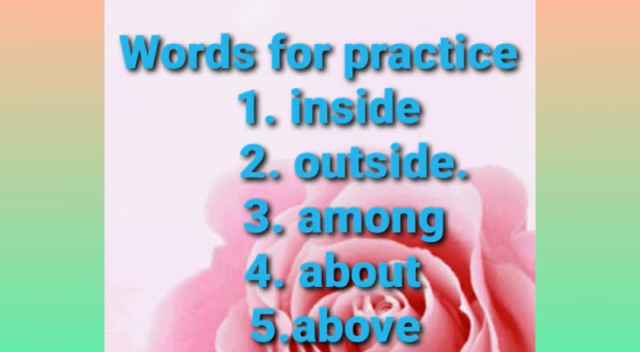 Words for practice
1. inside
2. outside.
3. among
4. about
5.above